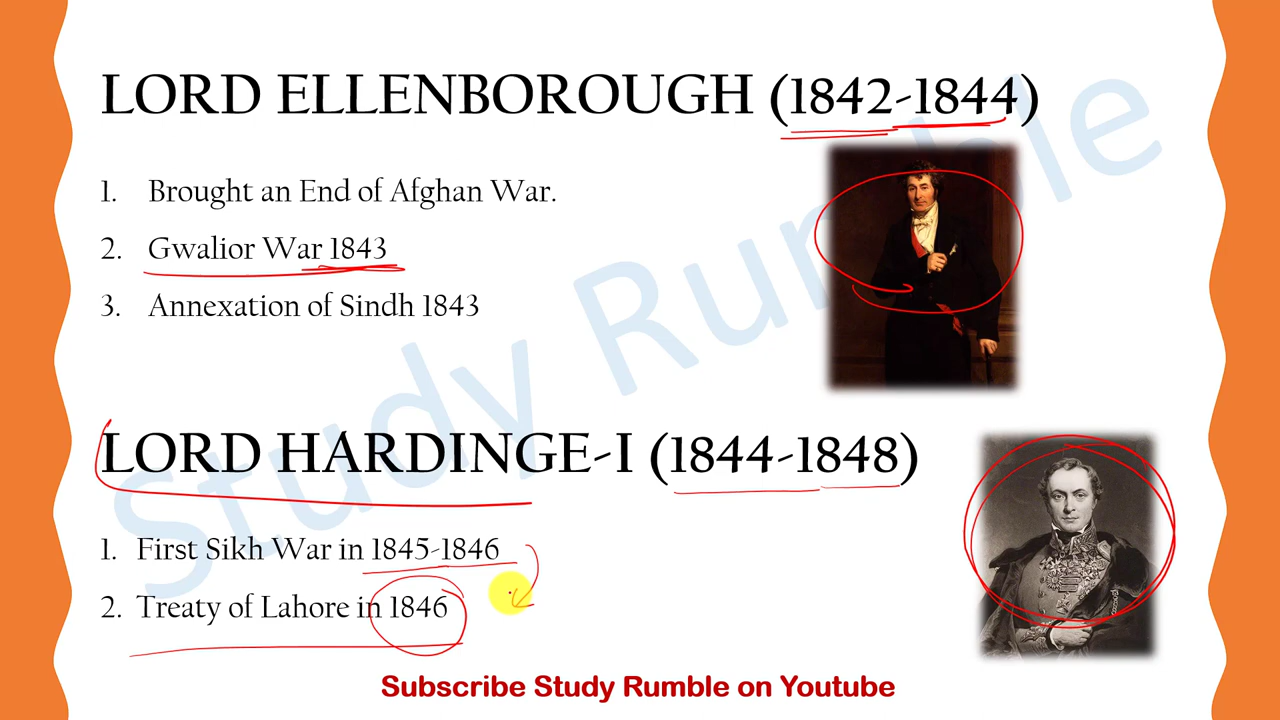 LORD ELLENBOROUGH (1842-1844)
1. Brought an End of Afghan War.
2. Gwalior War 1843
3. Annexation of Sindh 1843
Study Rumble
LORD HARDINGE-I (1844-1848)
1. First Sikh War in 1845-1846
2. Treaty of Lahore in 1846
Subscribe Study Rumble on Youtube